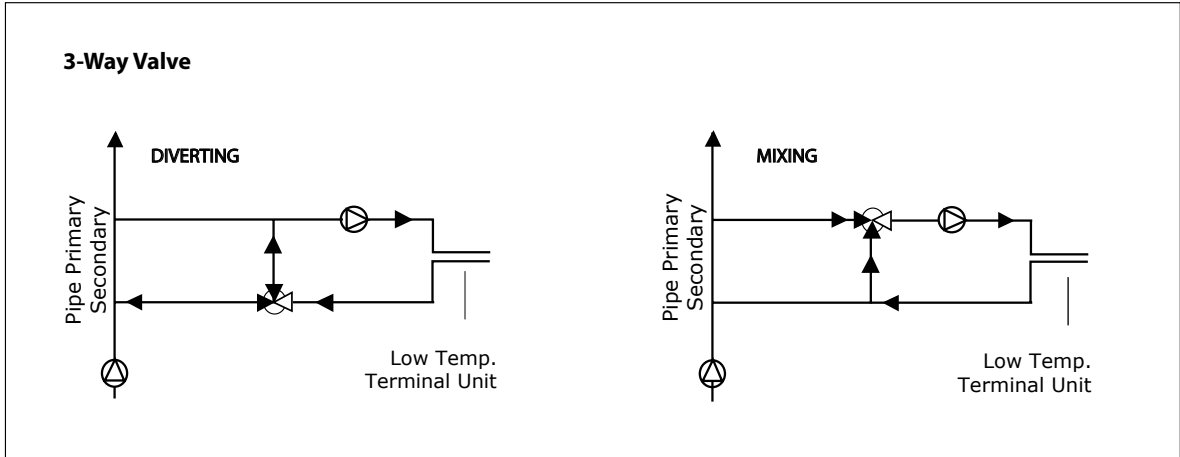 3-Way Valve
DIVERTING
Pipe Primary
Secondary
Low Temp.
Terminal Unit
MIXING
Pipe Primary
Secondary
Low Temp.
Terminal Unit